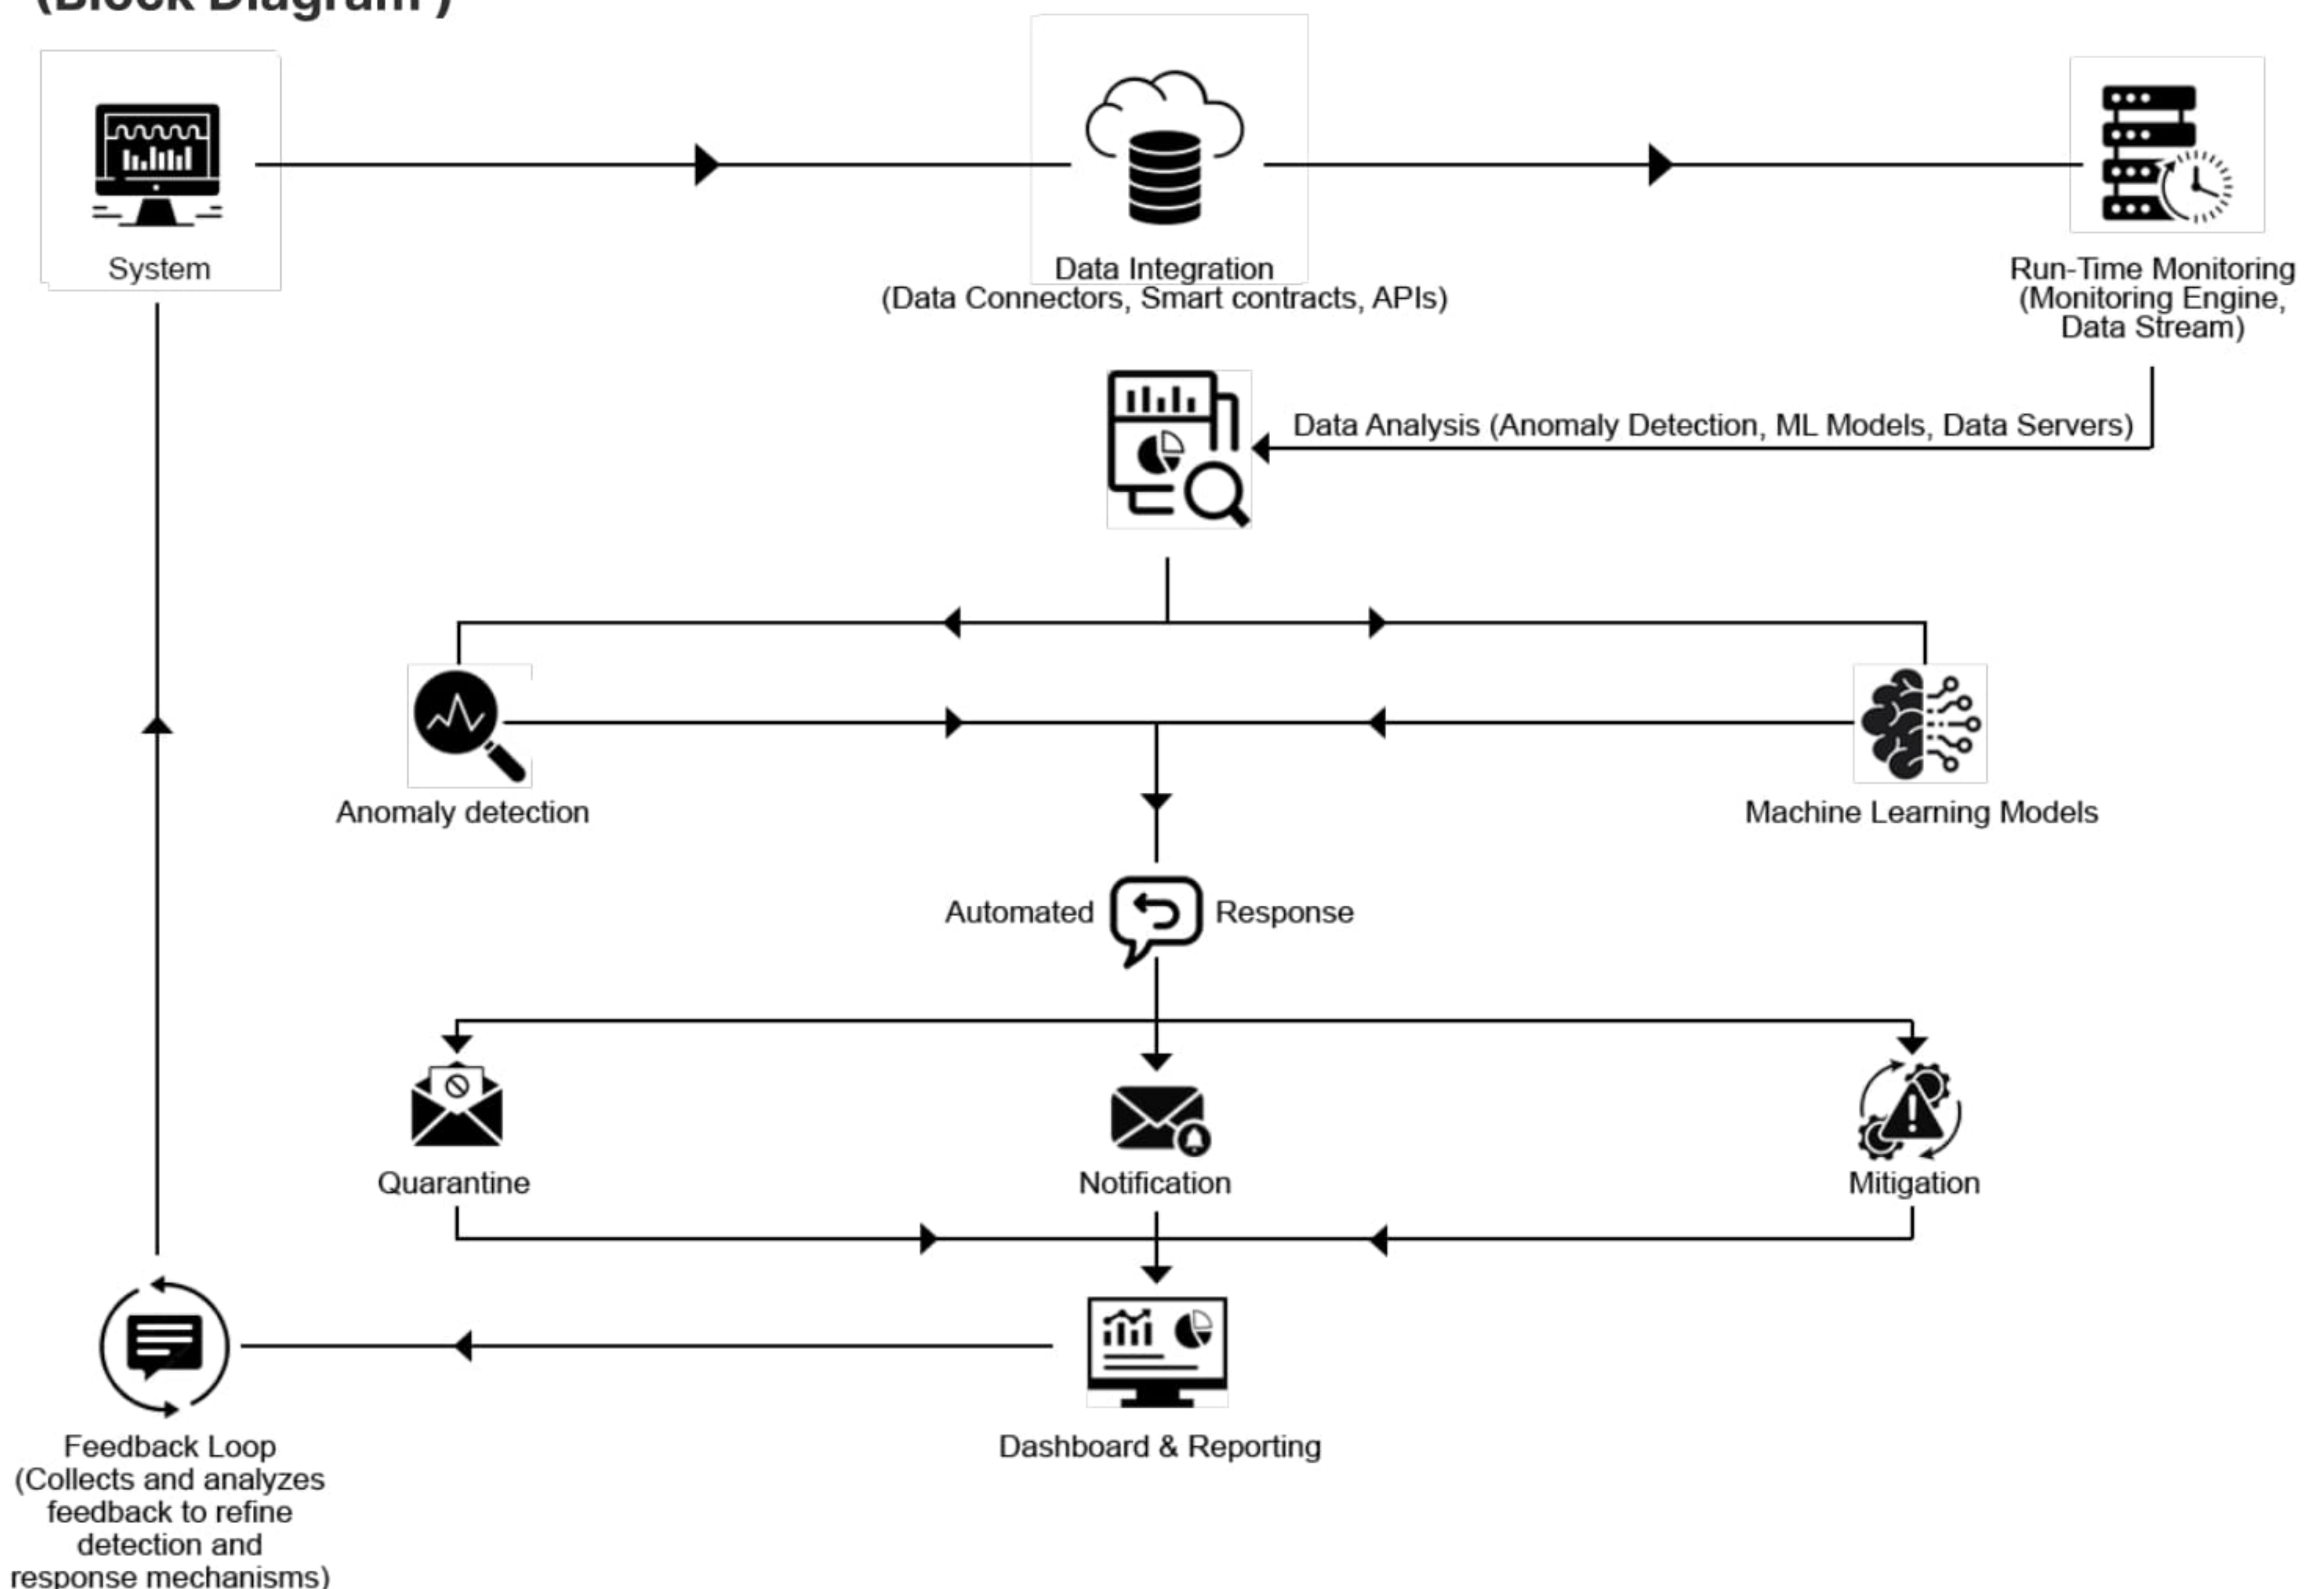 (Block Diagram )
System
Data Integration
(Data Connectors, Smart contracts, APIs)
Run-Time Monitoring
(Monitoring Engine,
Data Stream)
Data Analysis (Anomaly Detection, ML Models, Data Servers)
Anomaly detection
Machine Learning Models
Automated Response
Quarantine
Notification
Mitigation
Feedback Loop
(Collects and analyzes
feedback to refine
detection and
response mechanisms)
Dashboard & Reporting